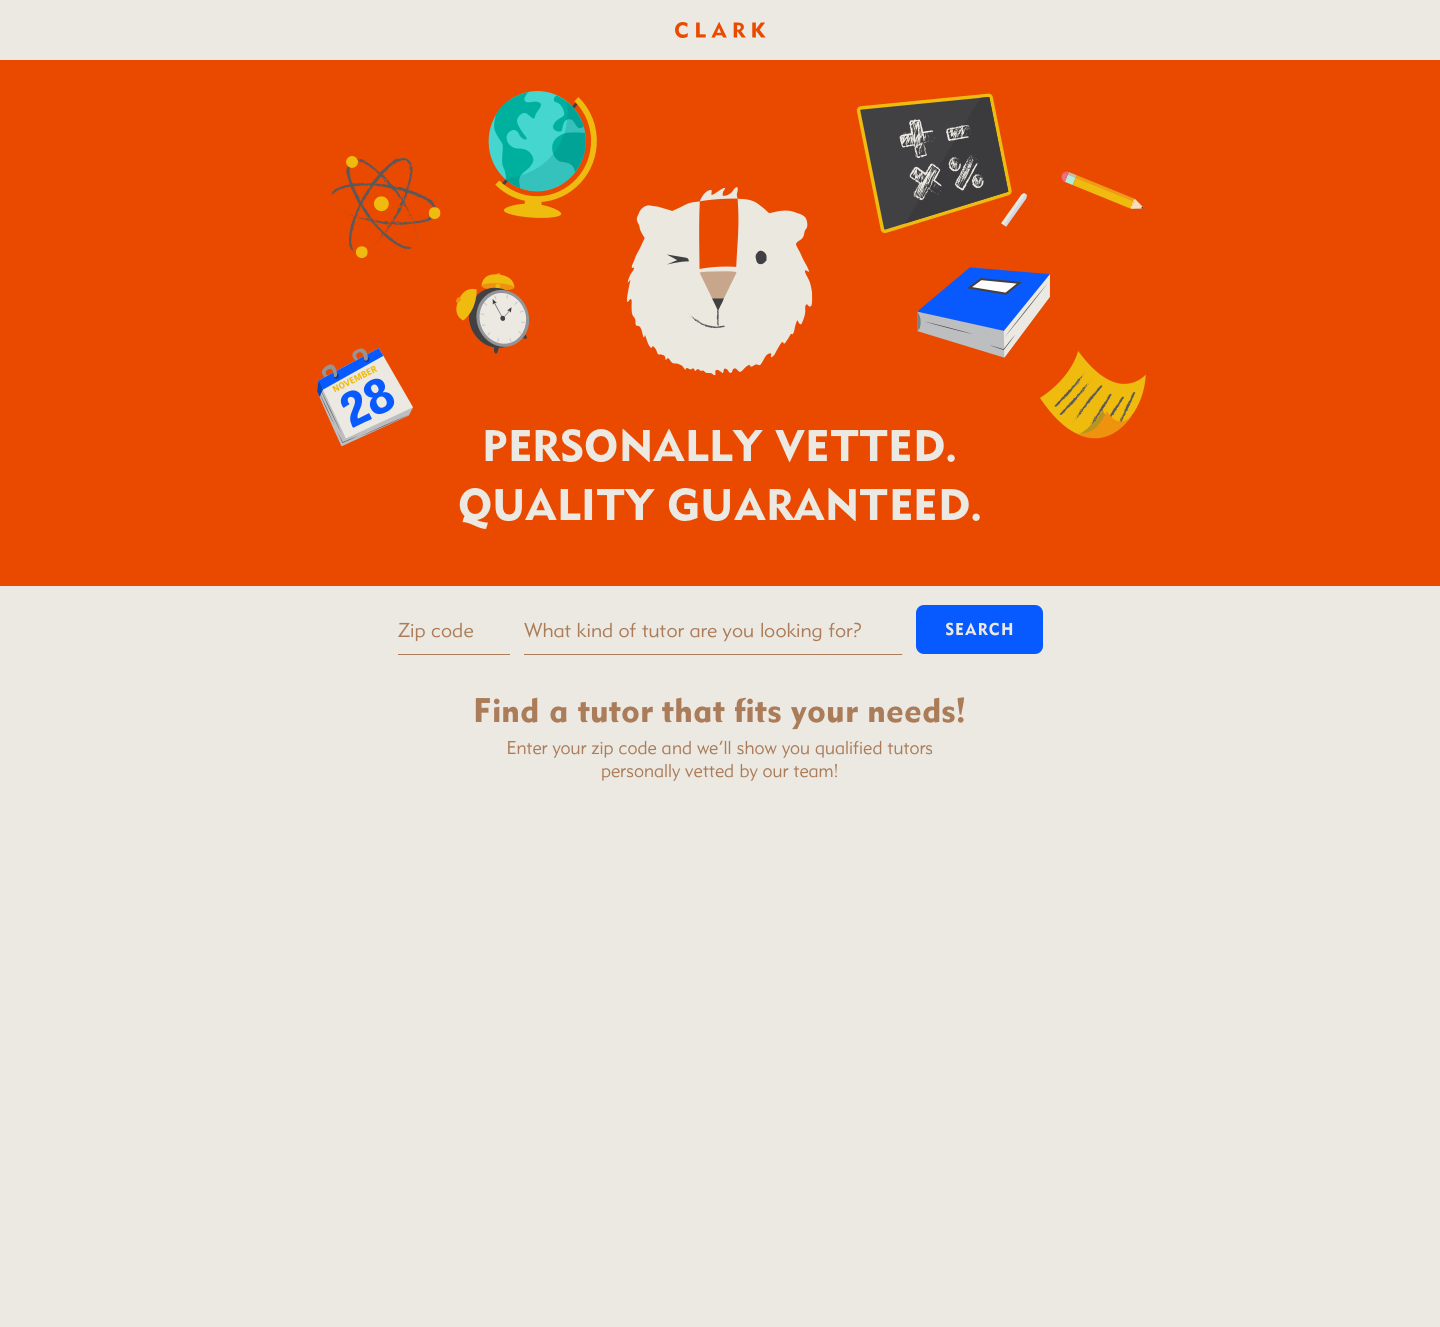 CLARK
NOVEMBER
28
PERSONALLY VETTED.
QUALITY GUARANTEED.
Zip code
What kind of tutor are you looking for?
SEARCH
Find a tutor that fits your needs!
Enter your zip code and we’ll show you qualified tutors
personally vetted by our team!